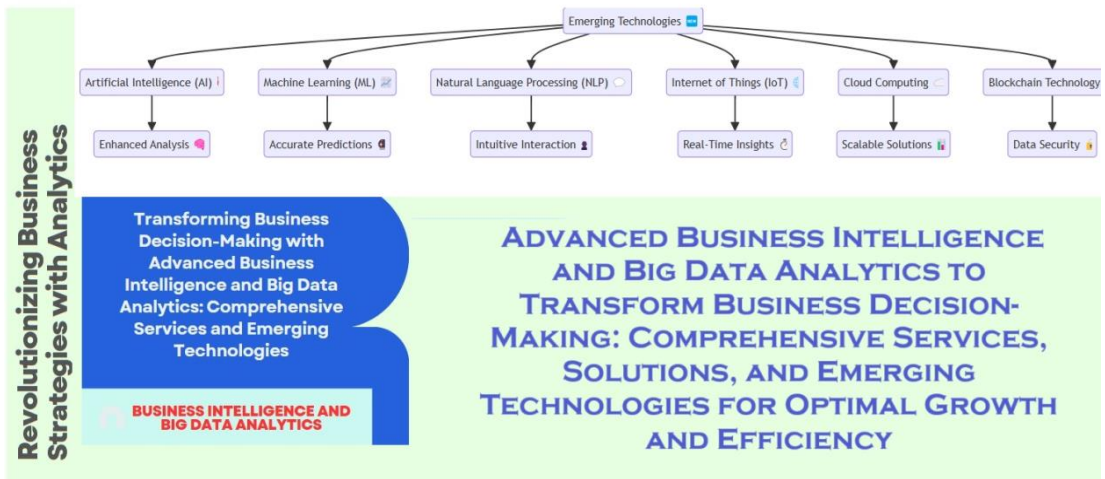 Emerging Technologies
Artificial Intelligence (AI)
Machine Learning (ML)
Natural Language Processing (NLP)
Internet of Things (IoT)
Cloud Computing
Blockchain Technology
Enhanced Analysis
Accurate Predictions
Intuitive Interaction
Real-Time Insights
Scalable Solutions
Data Security
Revolutionizing Business
Strategies with Analytics
Transforming Business
Decision-Making with
Advanced Business
Intelligence and Big Data
Analytics: Comprehensive
Services and Emerging
Technologies
BUSINESS INTELLIGENCE AND
BIG DATA ANALYTICS
ADVANCED BUSINESS INTELLIGENCE
AND BIG DATA ANALYTICS TO
TRANSFORM BUSINESS DECISION-
MAKING: COMPREHENSIVE SERVICES,
SOLUTIONS, AND EMERGING
TECHNOLOGIES FOR OPTIMAL GROWTH
AND EFFICIENCY